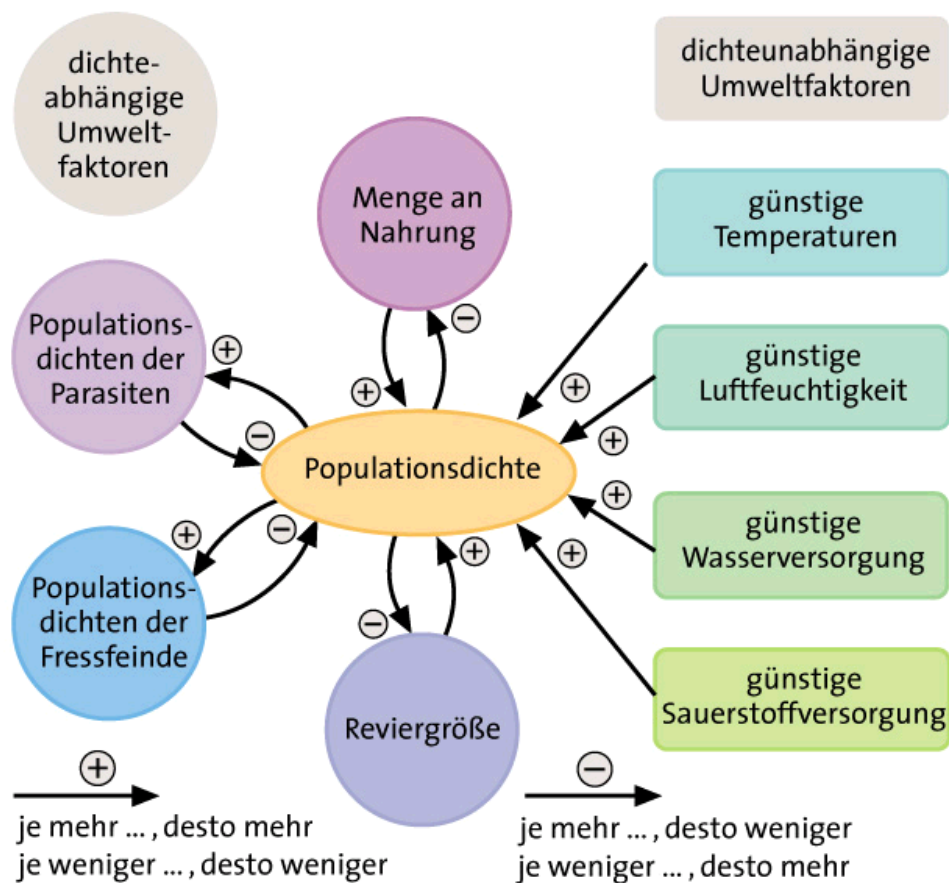 dichte-
abhängige
Umwelt-
faktoren
dichteunabhängige
Umweltfaktoren
Menge an
Nahrung
günstige
Temperaturen
Populations-
dichten der
Parasiten
günstige
Luftfeuchtigkeit
Populationsdichte
günstige
Wasserversorgung
Populations-
dichten der
Fressfeinde
Reviergröße
günstige
Sauerstoffversorgung
+
-
+
-
+
-
-
+
+
+
+
+
+
je mehr ... , desto mehr
je weniger ... , desto weniger
-
je mehr ... , desto weniger
je weniger ... , desto mehr